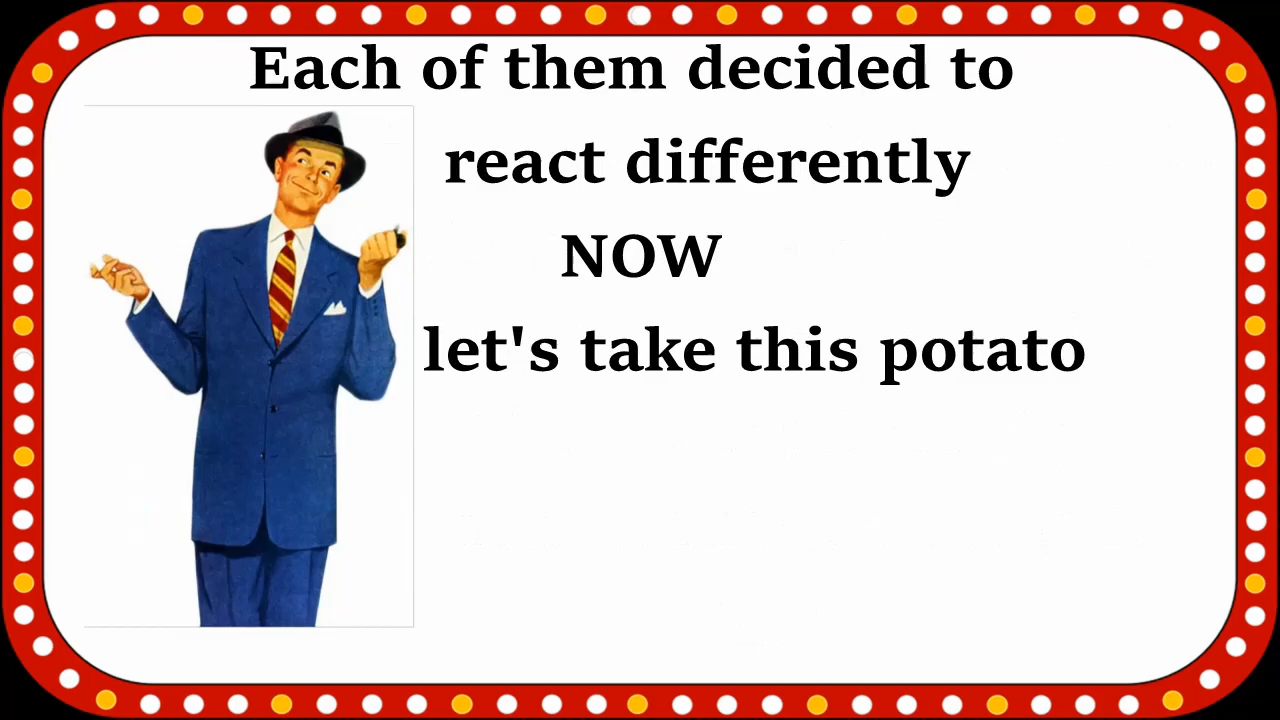 Each of them decided to
react differently
NOW
let's take this potato